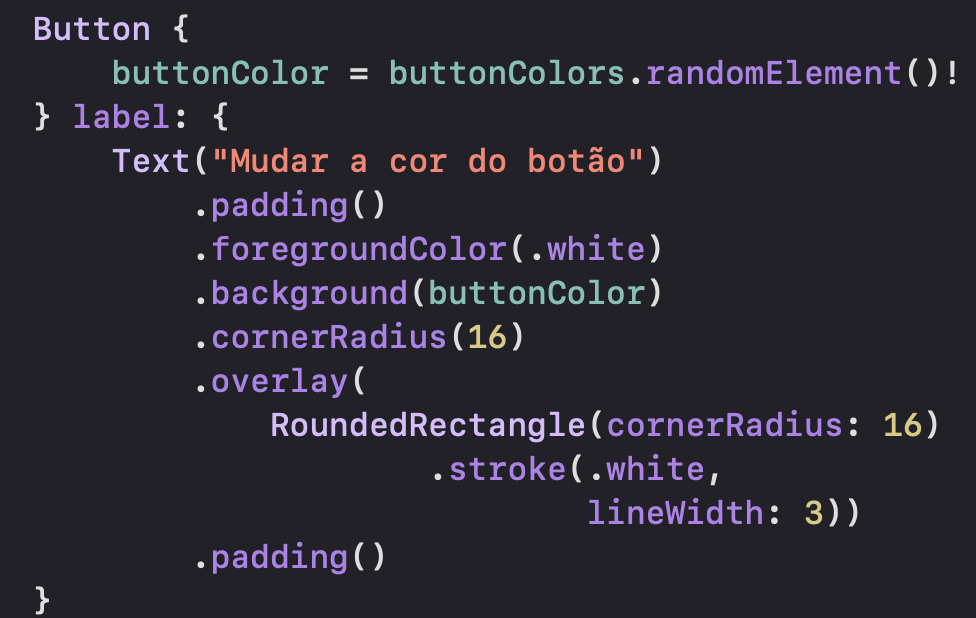 Button {
    buttonColor = buttonColors.randomElement()!
} label: {
    Text("Mudar a cor do botão")
        .padding()
        .foregroundColor(.white)
        .background(buttonColor)
        .cornerRadius(16)
        .overlay(
            RoundedRectangle(cornerRadius: 16)
                    .stroke(.white,
                            lineWidth: 3))
        .padding()
}